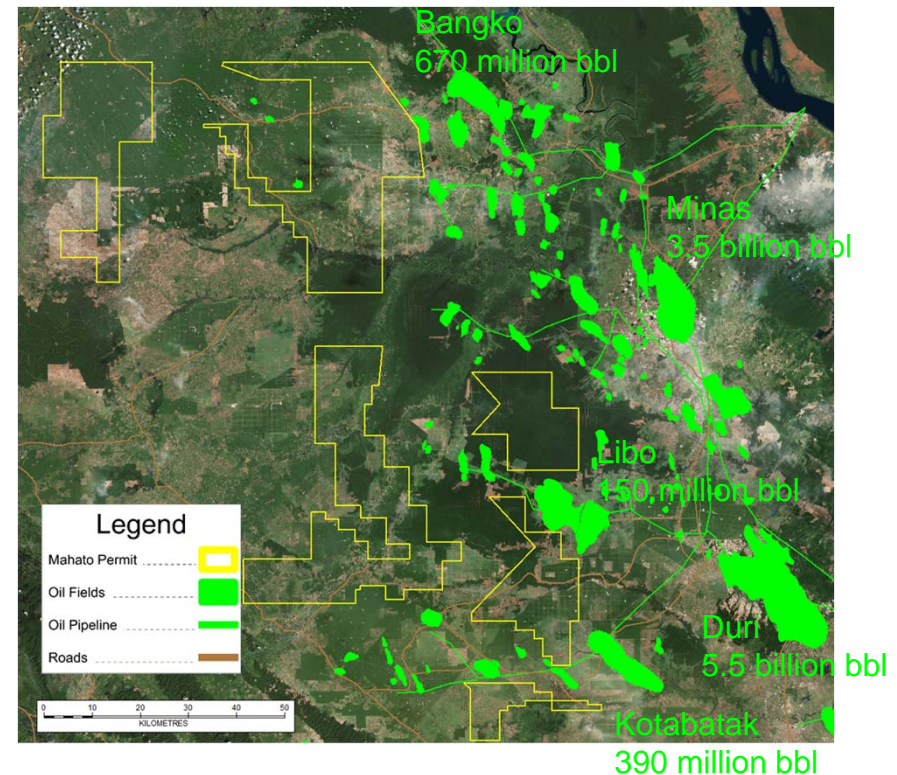 Bangko
670 million bbl
Minas
3.5 billion bbl
Libo
150 million bbl
Duri
5.5 billion bbl
Kotabatak
390 million bbl
Legend
Mahato Permit
Oil Fields
Oil Pipeline
Roads
0 10 20 30 40 50
KILOMETRES